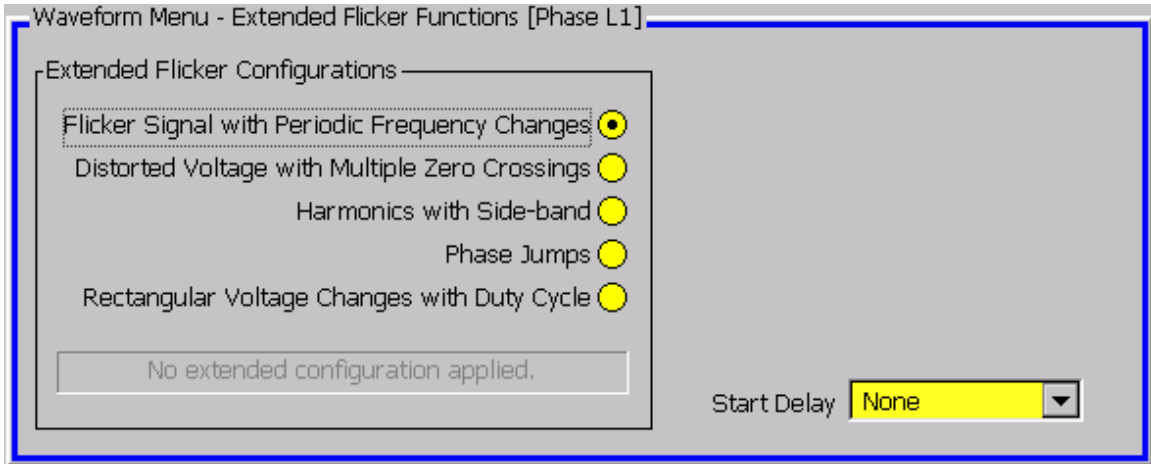 Waveform Menu - Extended Flicker Functions [Phase L1]
Extended Flicker Configurations
Flicker Signal with Periodic Frequency Changes
Distorted Voltage with Multiple Zero Crossings
Harmonics with Side-band
Phase Jumps
Rectangular Voltage Changes with Duty Cycle
No extended configuration applied.
Start Delay None